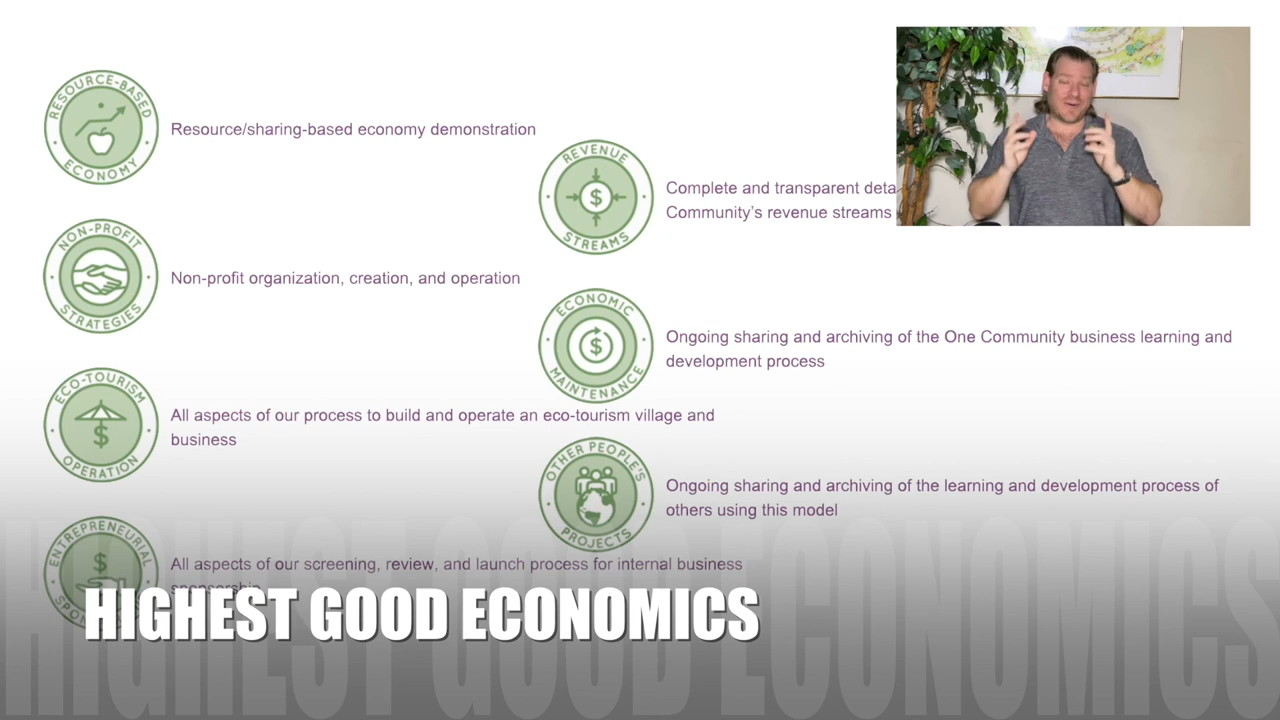 RESOURCE-BASED
ECONOMY
Resource/sharing-based economy demonstration
REVENUE
$
STREAMS
Complete and transparent deta
Community's revenue streams
NON-PROFIT
STRATEGIES
Non-profit organization, creation, and operation
ECONOMIC
$
MAINTENANCE
Ongoing sharing and archiving of the One Community business learning and
development process
ECO-TOURISM
$
OPERATION
All aspects of our process to build and operate an eco-tourism village and
business
OTHER PEOPLE'S
PROJECTS
Ongoing sharing and archiving of the learning and development process of
others using this model
ENTREPRENEURIAL
$
All aspects of our screening, review, and launch process for internal business
sponsorship
HIGHEST GOOD ECONOMICS
HIGHEST GOOD ECONOMICS